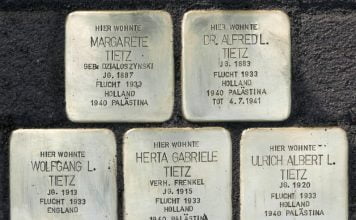 HIER WOHNTE
MARGARETE
TIETZ
GEB. DZIALOSZYNSKI
JG. 1887
FLUCHT 1933
HOLLAND
1940 PALÄSTINA
HIER WOHNTE
DR. ALFRED L.
TIETZ
JG. 1883
FLUCHT 1933
HOLLAND
1940 PALÄSTINA
TOT 4.7.1941
HIER WOHNTE
WOLFGANG L.
TIETZ
JG. 1913
FLUCHT 1933
ENGLAND
HIER WOHNTE
HERTA GABRIELE
TIETZ
VERH. FRENKEL
JG. 1915
FLUCHT 1933
HOLLAND
1940 PALÄSTINA
HIER WOHNTE
ULRICH ALBERT L.
TIETZ
JG. 1920
FLUCHT 1933
HOLLAND